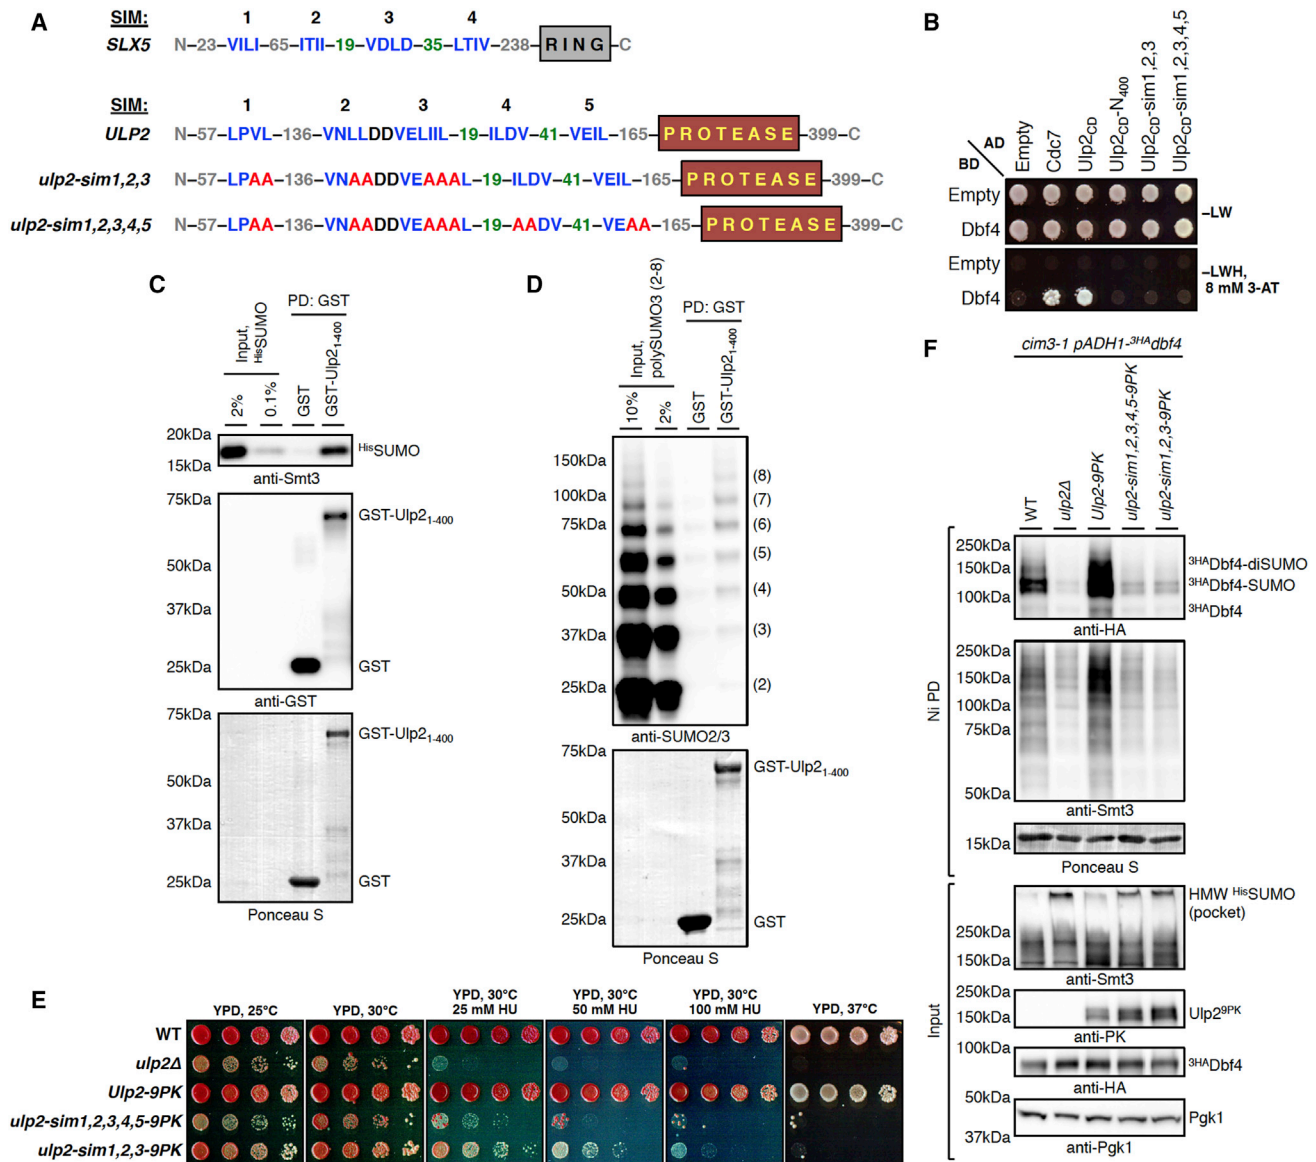 A
SIM: 1 2 3 4
SLX5 N–23–VILI–65–ITII–19–VDLD–35–LTIV–238–RING–C
SIM: 1 2 3 4 5
ULP2 N–57–LPVL–136–VNLLDDVELIIL–19–ILDV–41–VEIL–165–PROTEASE–399–C
ulp2-sim1,2,3 N–57–LPAA–136–VNAADDVEAAAL–19–ILDV–41–VEIL–165–PROTEASE–399–C
ulp2-sim1,2,3,4,5 N–57–LPAA–136–VNAADDVEAAAL–19–AADV–41–VEAA–165–PROTEASE–399–C
B
AD
BD
Empty
Cdc7
Ulp2CD
Ulp2CD-N400
Ulp2CD-sim1,2,3
Ulp2CD-sim1,2,3,4,5
Empty
Dbf4
–LW
Empty
Dbf4
–LWH,
8 mM 3-AT
C
Input,
HisSUMO
PD: GST
2%
0.1%
GST
GST-Ulp21-400
20kDa
15kDa
HisSUMO
anti-Smt3
75kDa
50kDa
37kDa
25kDa
GST-Ulp21-400
GST
anti-GST
75kDa
50kDa
37kDa
25kDa
GST-Ulp21-400
GST
Ponceau S
D
Input,
polySUMO3 (2-8)
PD: GST
10%
2%
GST
GST-Ulp21-400
150kDa
100kDa
75kDa
50kDa
37kDa
25kDa
(8)
(7)
(6)
(5)
(4)
(3)
(2)
anti-SUMO2/3
75kDa
50kDa
37kDa
25kDa
GST-Ulp21-400
GST
Ponceau S
E
YPD, 25°C
YPD, 30°C
YPD, 30°C
25 mM HU
YPD, 30°C
50 mM HU
YPD, 30°C
100 mM HU
YPD, 37°C
WT
ulp2Δ
Ulp2-9PK
ulp2-sim1,2,3,4,5-9PK
ulp2-sim1,2,3-9PK
F
cim3-1 pADH1-3HAdbf4
WT
ulp2Δ
Ulp2-9PK
ulp2-sim1,2,3,4,5-9PK
ulp2-sim1,2,3-9PK
Ni PD
250kDa
150kDa
100kDa
3HADbf4-diSUMO
3HADbf4-SUMO
3HADbf4
anti-HA
250kDa
150kDa
100kDa
75kDa
50kDa
anti-Smt3
15kDa
Ponceau S
Input
HMW HisSUMO
(pocket)
250kDa
150kDa
anti-Smt3
250kDa
150kDa
Ulp29PK
anti-PK
100kDa
3HADbf4
anti-HA
50kDa
37kDa
Pgk1
anti-Pgk1